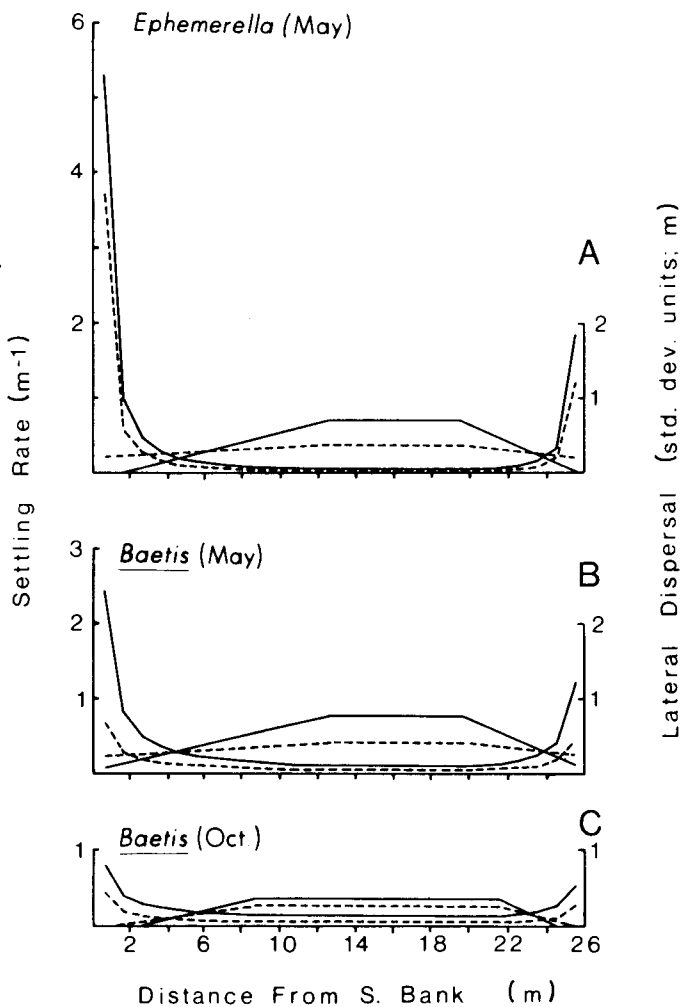 Ephemerella (May)
6
4
2
A
2
1
Baetis (May)
3
2
1
B
2
1
Baetis (Oct.)
1
C
1
2 6 10 14 18 22 26
Distance From S. Bank (m)
Settling Rate (m-1)
Lateral Dispersal (std. dev. units; m)